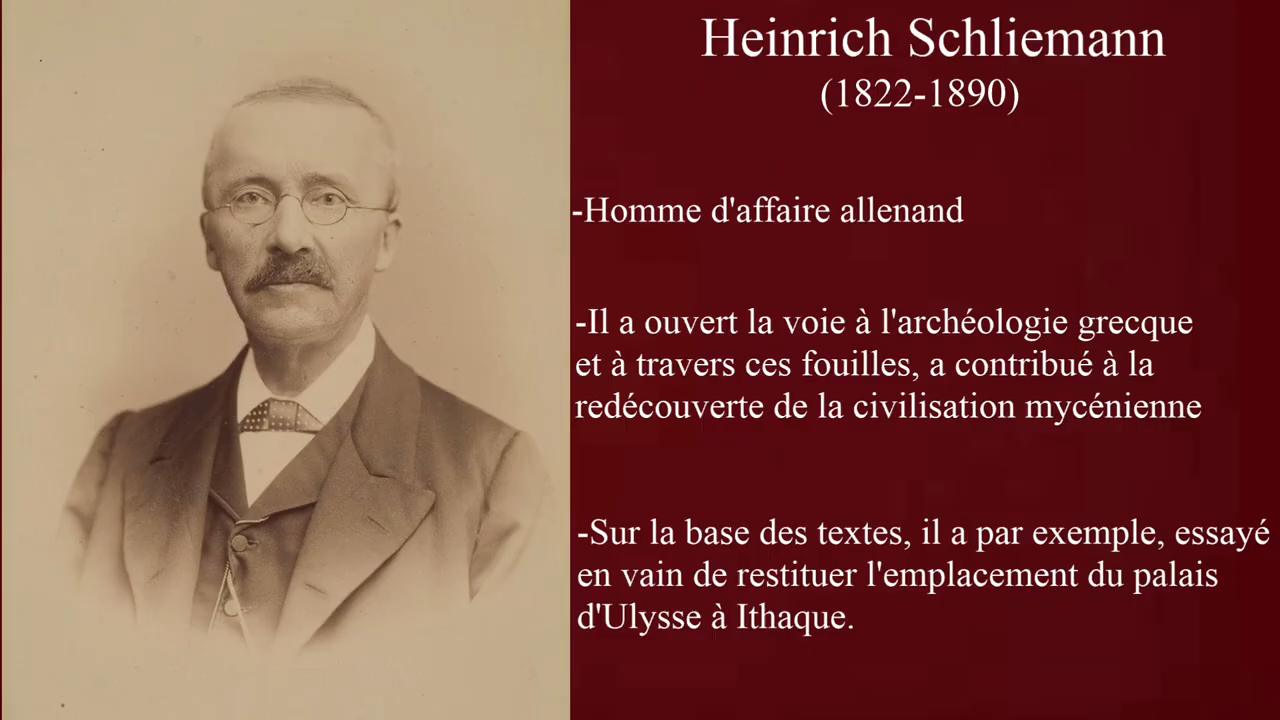 Heinrich Schliemann
(1822-1890)
-Homme d'affaire allenand
-Il a ouvert la voie à l'archéologie grecque
et à travers ces fouilles, a contribué à la
redécouverte de la civilisation mycénienne
-Sur la base des textes, il a par exemple, essayé
en vain de restituer l'emplacement du palais
d'Ulysse à Ithaque.